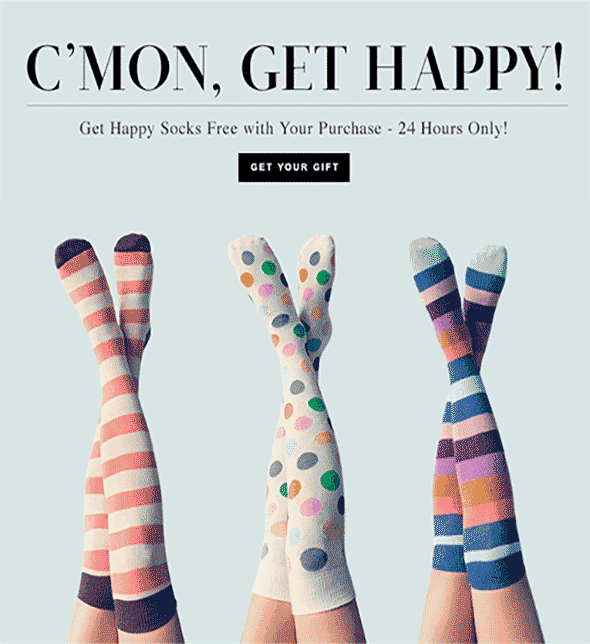 C'MON, GET HAPPY!
Get Happy Socks Free with Your Purchase - 24 Hours Only!
GET YOUR GIFT